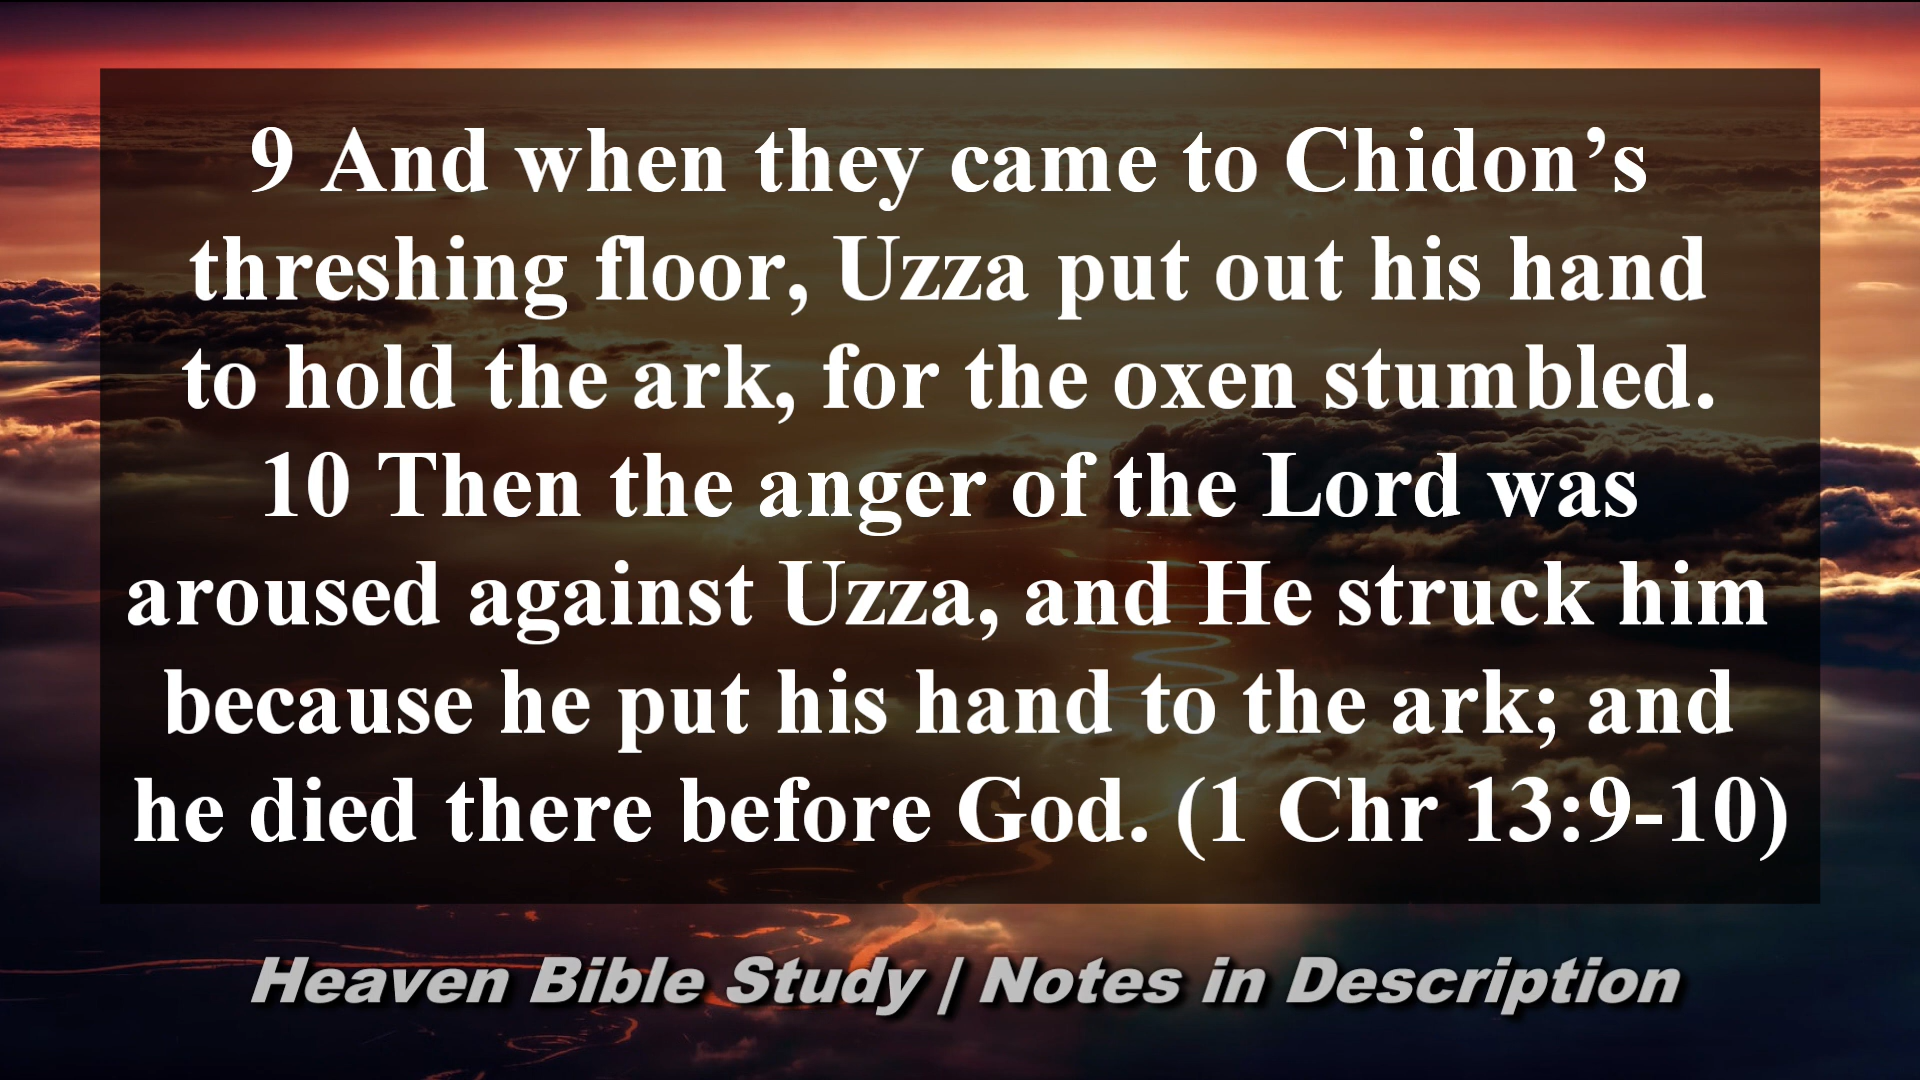 9 And when they came to Chidon’s
threshing floor, Uzza put out his hand
to hold the ark, for the oxen stumbled.
10 Then the anger of the Lord was
aroused against Uzza, and He struck him
because he put his hand to the ark; and
he died there before God. (1 Chr 13:9-10)
Heaven Bible Study | Notes in Description